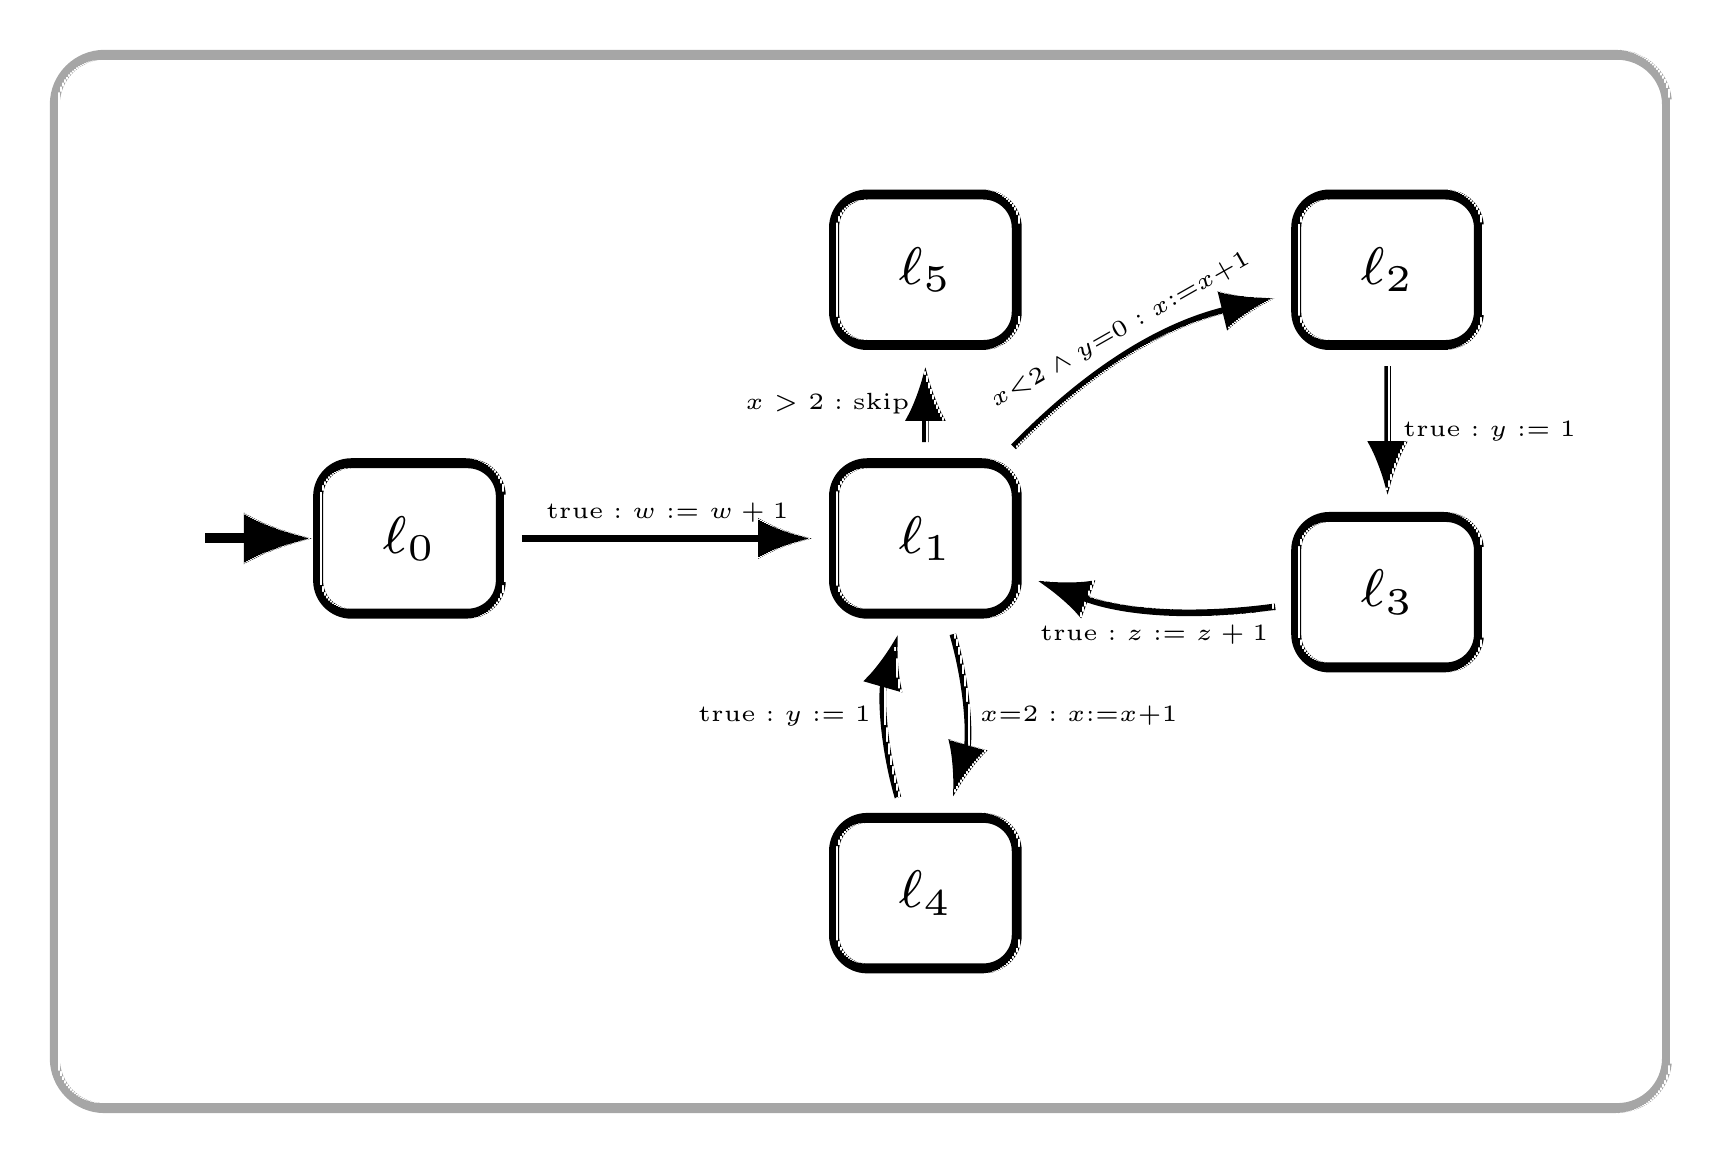 ℓ5
ℓ2
x<2 ∧ y=0 : x:=x+1
x > 2 : skip
true : y := 1
true : w := w + 1
ℓ0
ℓ1
ℓ3
true : z := z + 1
true : y := 1
x=2 : x:=x+1
ℓ4